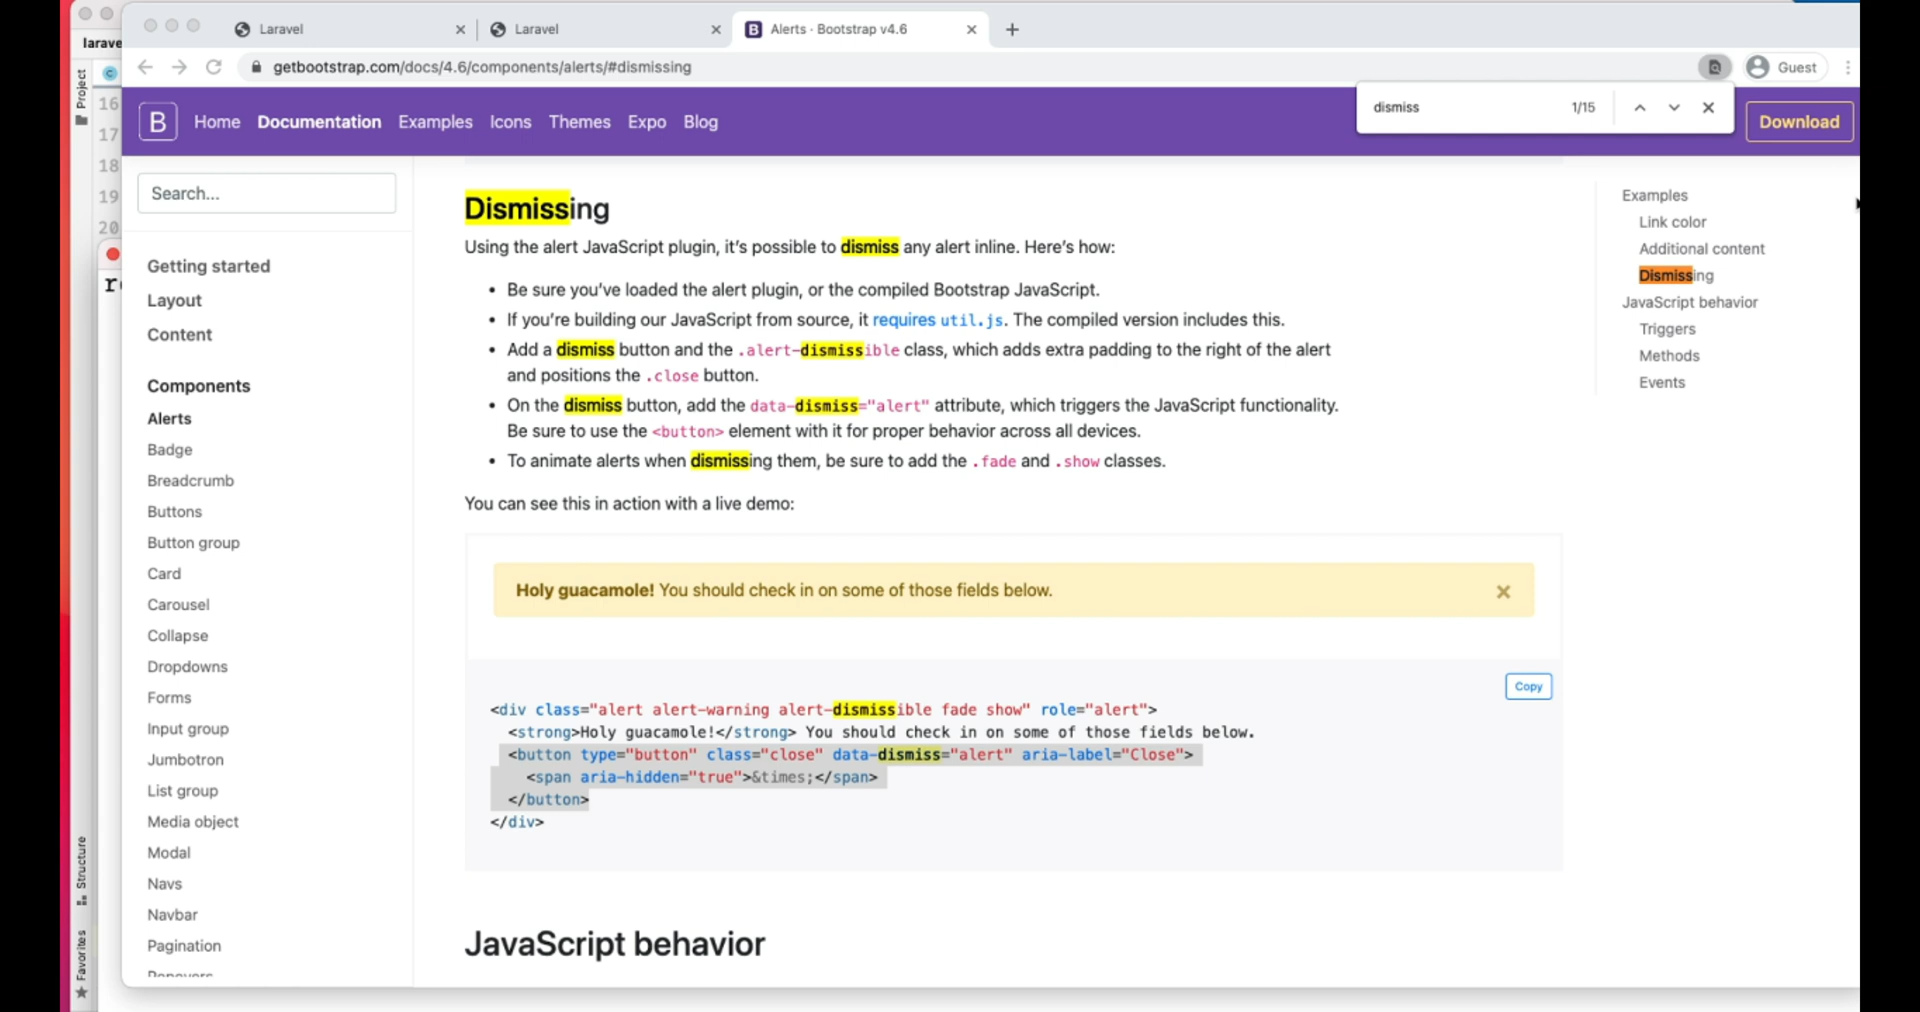 Laravel
Laravel
Alerts · Bootstrap v4.6
larave
Project
getbootstrap.com/docs/4.6/components/alerts/#dismissing
Guest
dismiss
1/15
B
Home
Documentation
Examples
Icons
Themes
Expo
Blog
Download
16
17
18
19
20
Search...
Getting started
Layout
Content
Components
Alerts
Badge
Breadcrumb
Buttons
Button group
Card
Carousel
Collapse
Dropdowns
Forms
Input group
Jumbotron
List group
Media object
Modal
Navs
Navbar
Pagination
Popovers
Structure
Favorites
Dismissing
Using the alert JavaScript plugin, it’s possible to dismiss any alert inline. Here’s how:
• Be sure you’ve loaded the alert plugin, or the compiled Bootstrap JavaScript.
• If you’re building our JavaScript from source, it requires util.js. The compiled version includes this.
• Add a dismiss button and the .alert-dismissible class, which adds extra padding to the right of the alert
and positions the .close button.
• On the dismiss button, add the data-dismiss="alert" attribute, which triggers the JavaScript functionality.
Be sure to use the <button> element with it for proper behavior across all devices.
• To animate alerts when dismissing them, be sure to add the .fade and .show classes.
You can see this in action with a live demo:
Holy guacamole! You should check in on some of those fields below.
×
Copy
<div class="alert alert-warning alert-dismissible fade show" role="alert">
<strong>Holy guacamole!</strong> You should check in on some of those fields below.
<button type="button" class="close" data-dismiss="alert" aria-label="Close">
<span aria-hidden="true">&times;</span>
</button>
</div>
JavaScript behavior
Examples
Link color
Additional content
Dismissing
JavaScript behavior
Triggers
Methods
Events